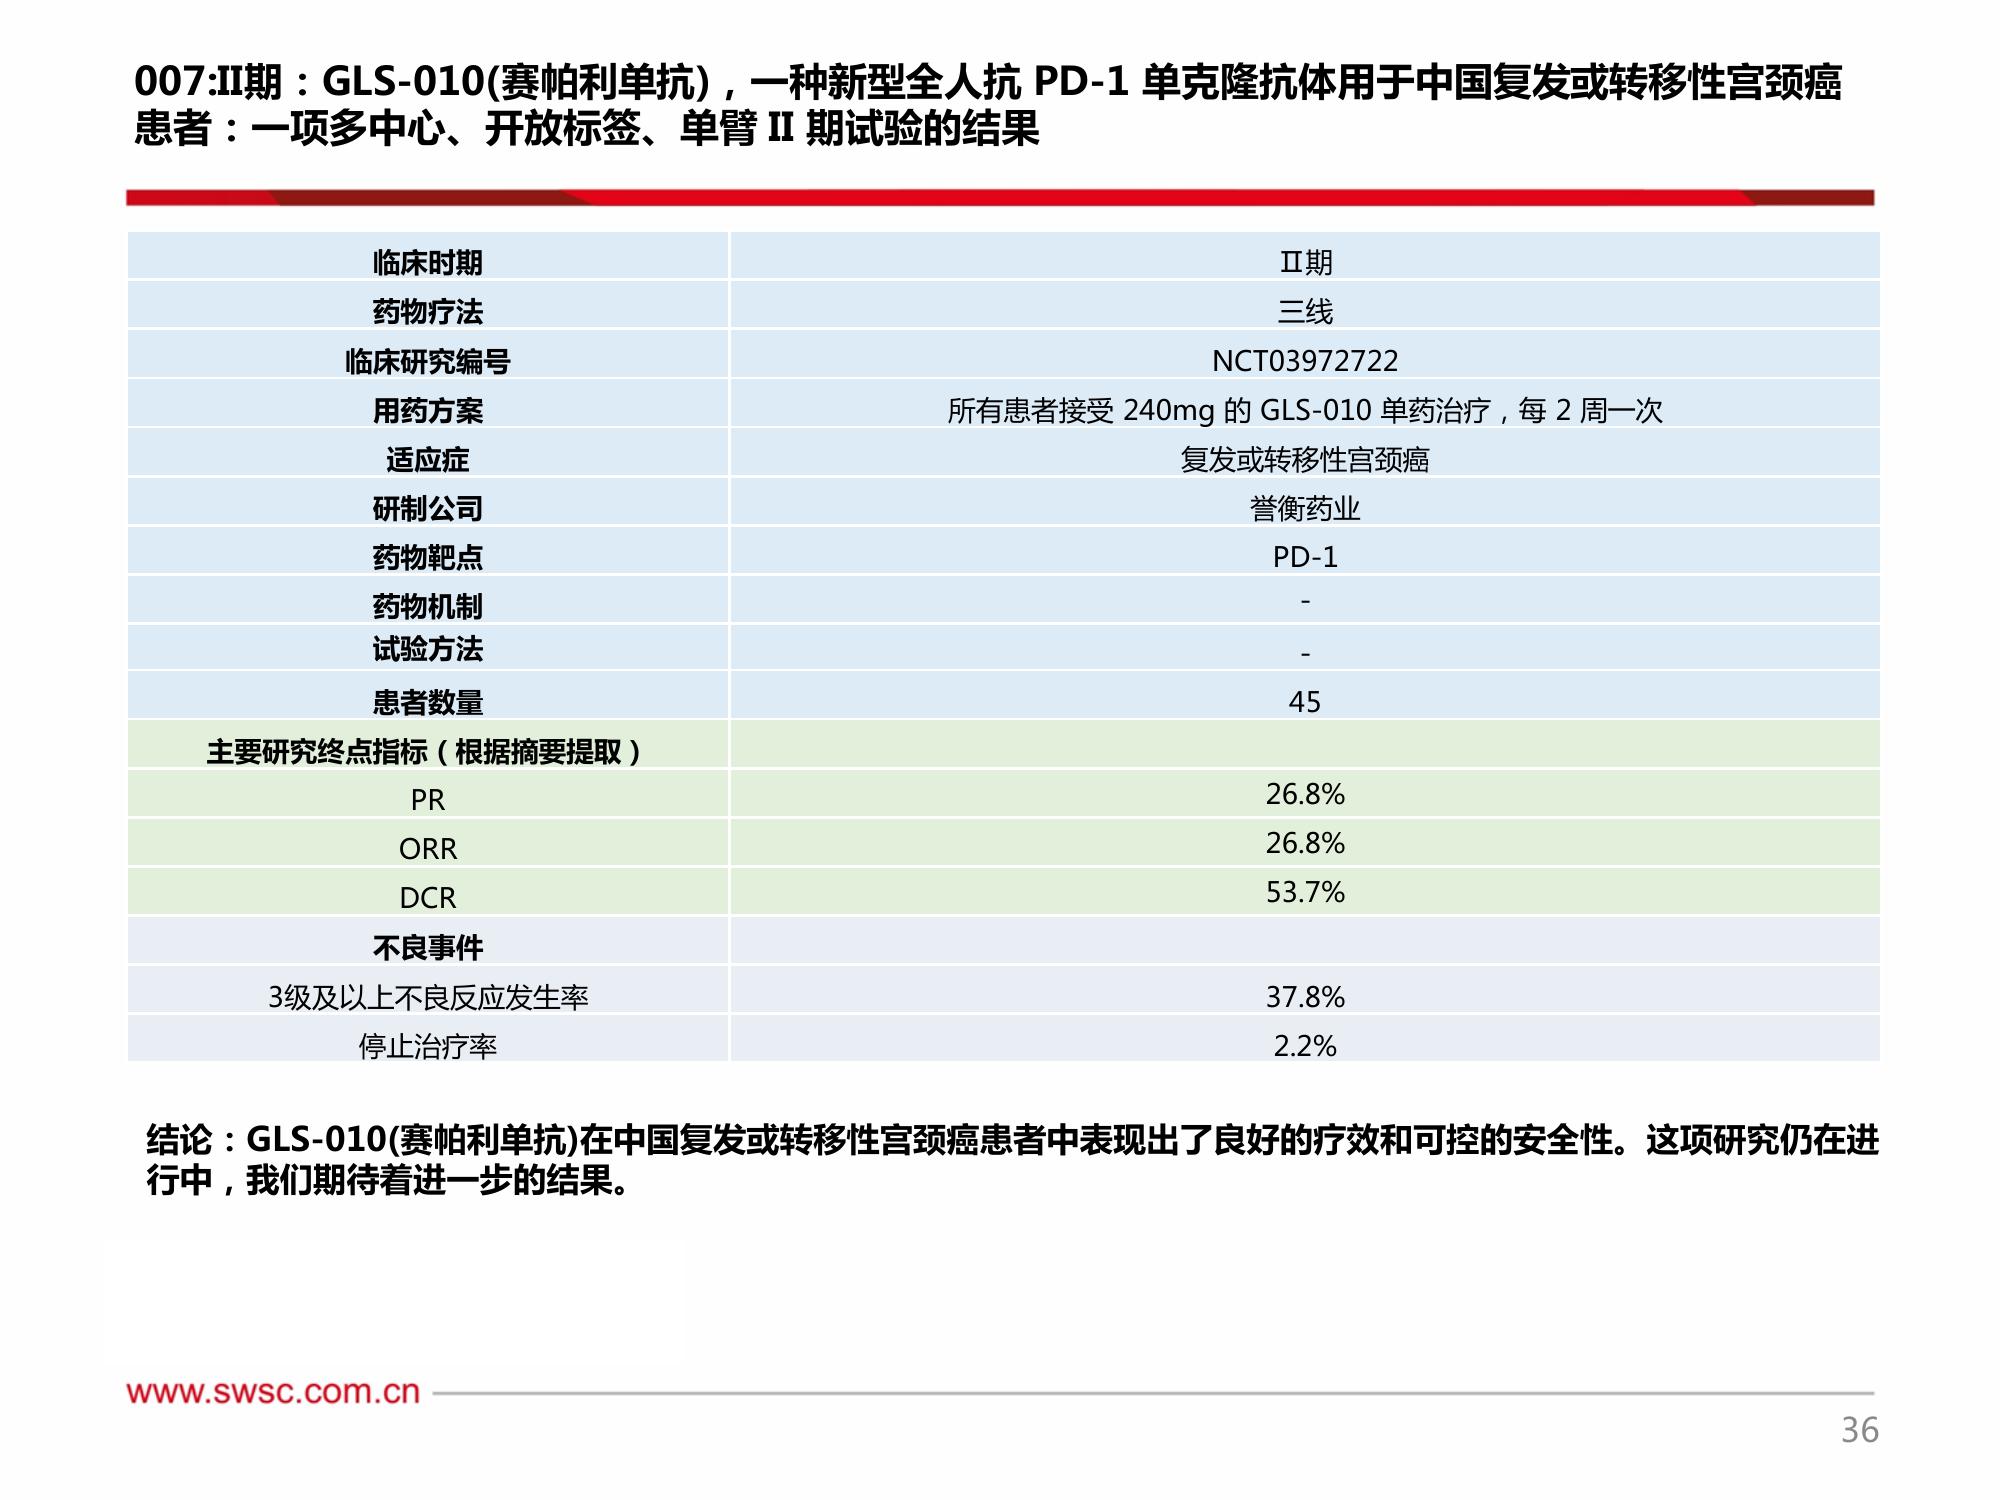 007:II期：GLS-010(赛帕利单抗)，一种新型全人抗 PD-1 单克隆抗体用于中国复发或转移性宫颈癌
患者：一项多中心、开放标签、单臂 II 期试验的结果
临床时期 II期
药物疗法 三线
临床研究编号 NCT03972722
用药方案 所有患者接受 240mg 的 GLS-010 单药治疗，每 2 周一次
适应症 复发或转移性宫颈癌
研制公司 誉衡药业
药物靶点 PD-1
药物机制 -
试验方法 -
患者数量 45
主要研究终点指标（根据摘要提取）
PR 26.8%
ORR 26.8%
DCR 53.7%
不良事件
3级及以上不良反应发生率 37.8%
停止治疗率 2.2%
结论：GLS-010(赛帕利单抗)在中国复发或转移性宫颈癌患者中表现出了良好的疗效和可控的安全性。这项研究仍在进
行中，我们期待着进一步的结果。
www.swsc.com.cn
36